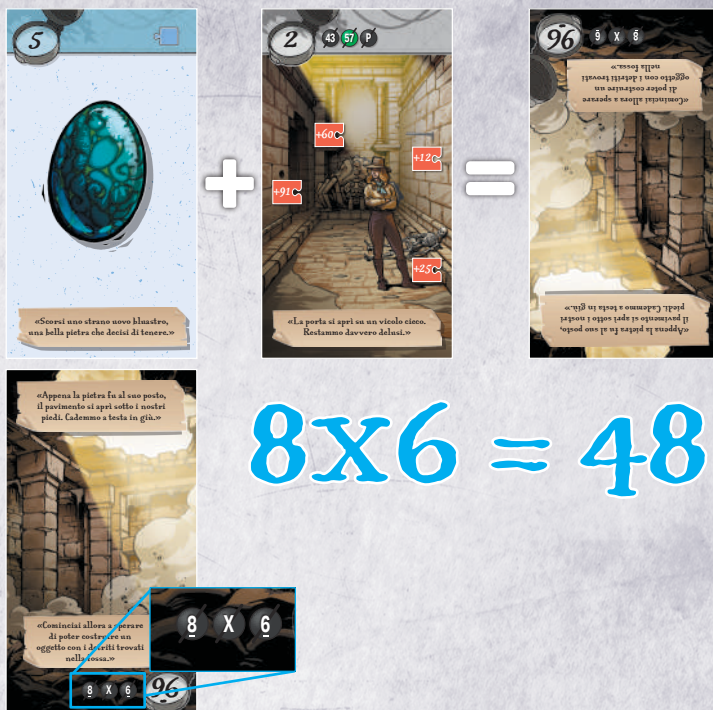 5
«Scorsi uno strano uovo bluastro,
una bella pietra che decisi di tenere.»
+
2 43 57 P
+60
+12
+91
+25
«La porta si aprì su un vicolo cieco.
Restammo davvero delusi.»
=
96 9 X 8
«Cominciai allora a sperare
di poter costruire un
oggetto con i detriti trovati
nella fossa.»
«Appena la pietra fu al suo posto,
il pavimento si aprì sotto i nostri
piedi. Cademmo a testa in giù.»
«Appena la pietra fu al suo posto,
il pavimento si aprì sotto i nostri
piedi. Cademmo a testa in giù.»
8X6 = 48
«Cominciai allora a sperare
di poter costruire un
oggetto con i detriti trovati
nella fossa.»
8 X 6
8 X 6 96